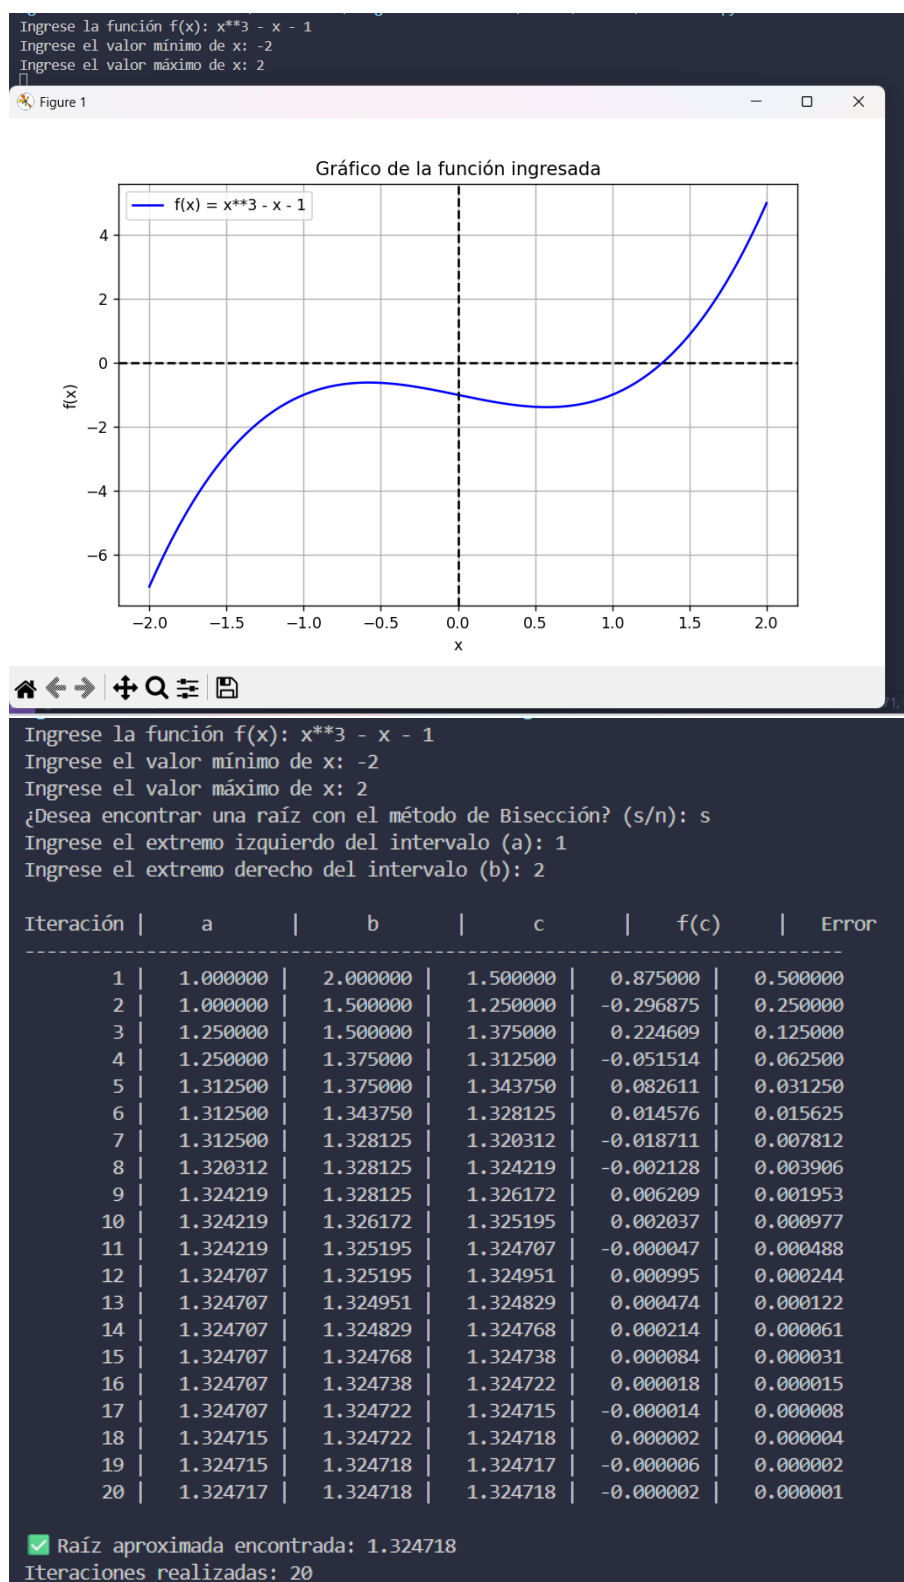 Ingrese la función f(x): x**3 - x - 1
Ingrese el valor mínimo de x: -2
Ingrese el valor máximo de x: 2
Figure 1
Gráfico de la función ingresada
f(x) = x**3 - x - 1
4
2
0
−2
−4
−6
f(x)
−2.0 −1.5 −1.0 −0.5 0.0 0.5 1.0 1.5 2.0
x
Ingrese la función f(x): x**3 - x - 1
Ingrese el valor mínimo de x: -2
Ingrese el valor máximo de x: 2
¿Desea encontrar una raíz con el método de Bisección? (s/n): s
Ingrese el extremo izquierdo del intervalo (a): 1
Ingrese el extremo derecho del intervalo (b): 2
Iteración | a | b | c | f(c) | Error
--------------------------------------------------------------------------
1 | 1.000000 | 2.000000 | 1.500000 | 0.875000 | 0.500000
2 | 1.000000 | 1.500000 | 1.250000 | -0.296875 | 0.250000
3 | 1.250000 | 1.500000 | 1.375000 | 0.224609 | 0.125000
4 | 1.250000 | 1.375000 | 1.312500 | -0.051514 | 0.062500
5 | 1.312500 | 1.375000 | 1.343750 | 0.082611 | 0.031250
6 | 1.312500 | 1.343750 | 1.328125 | 0.014576 | 0.015625
7 | 1.312500 | 1.328125 | 1.320312 | -0.018711 | 0.007812
8 | 1.320312 | 1.328125 | 1.324219 | -0.002128 | 0.003906
9 | 1.324219 | 1.328125 | 1.326172 | 0.006209 | 0.001953
10 | 1.324219 | 1.326172 | 1.325195 | 0.002037 | 0.000977
11 | 1.324219 | 1.325195 | 1.324707 | -0.000047 | 0.000488
12 | 1.324707 | 1.325195 | 1.324951 | 0.000995 | 0.000244
13 | 1.324707 | 1.324951 | 1.324829 | 0.000474 | 0.000122
14 | 1.324707 | 1.324829 | 1.324768 | 0.000214 | 0.000061
15 | 1.324707 | 1.324768 | 1.324738 | 0.000084 | 0.000031
16 | 1.324707 | 1.324738 | 1.324722 | 0.000018 | 0.000015
17 | 1.324707 | 1.324722 | 1.324715 | -0.000014 | 0.000008
18 | 1.324715 | 1.324722 | 1.324718 | 0.000002 | 0.000004
19 | 1.324715 | 1.324718 | 1.324717 | -0.000006 | 0.000002
20 | 1.324717 | 1.324718 | 1.324718 | -0.000002 | 0.000001
✅ Raíz aproximada encontrada: 1.324718
Iteraciones realizadas: 20